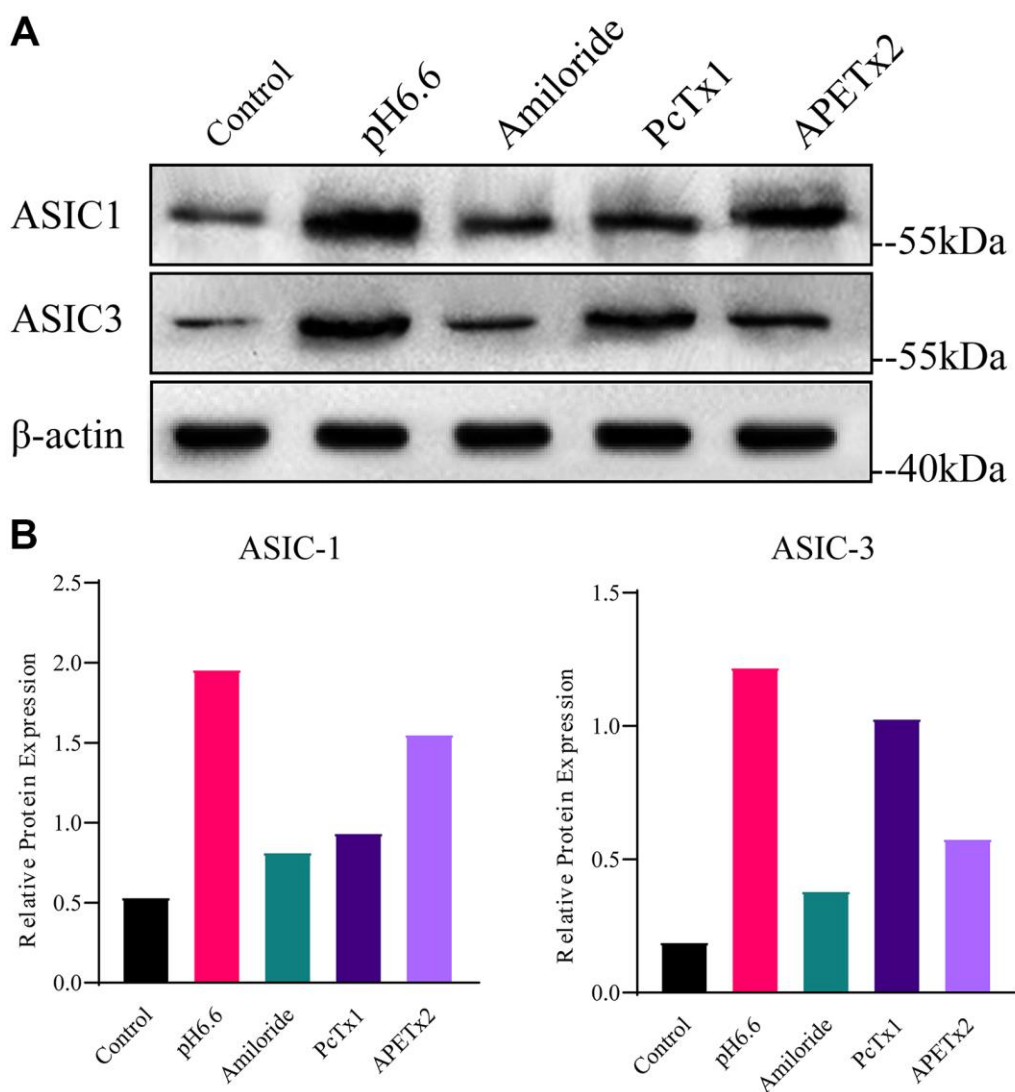 A
Control
pH6.6
Amiloride
PcTx1
APETx2
ASIC1
--55kDa
ASIC3
--55kDa
β-actin
--40kDa
B
ASIC-1
Relative Protein Expression
2.5
2.0
1.5
1.0
0.5
0.0
Control
pH6.6
Amiloride
PcTx1
APETx2
ASIC-3
Relative Protein Expression
1.5
1.0
0.5
0.0
Control
pH6.6
Amiloride
PcTx1
APETx2